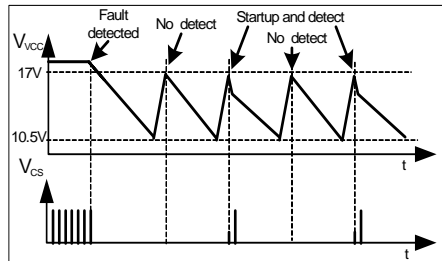 Fault
detected
No detect
Startup and detect
No detect
VVCC
17V
10.5V
t
VCS
t